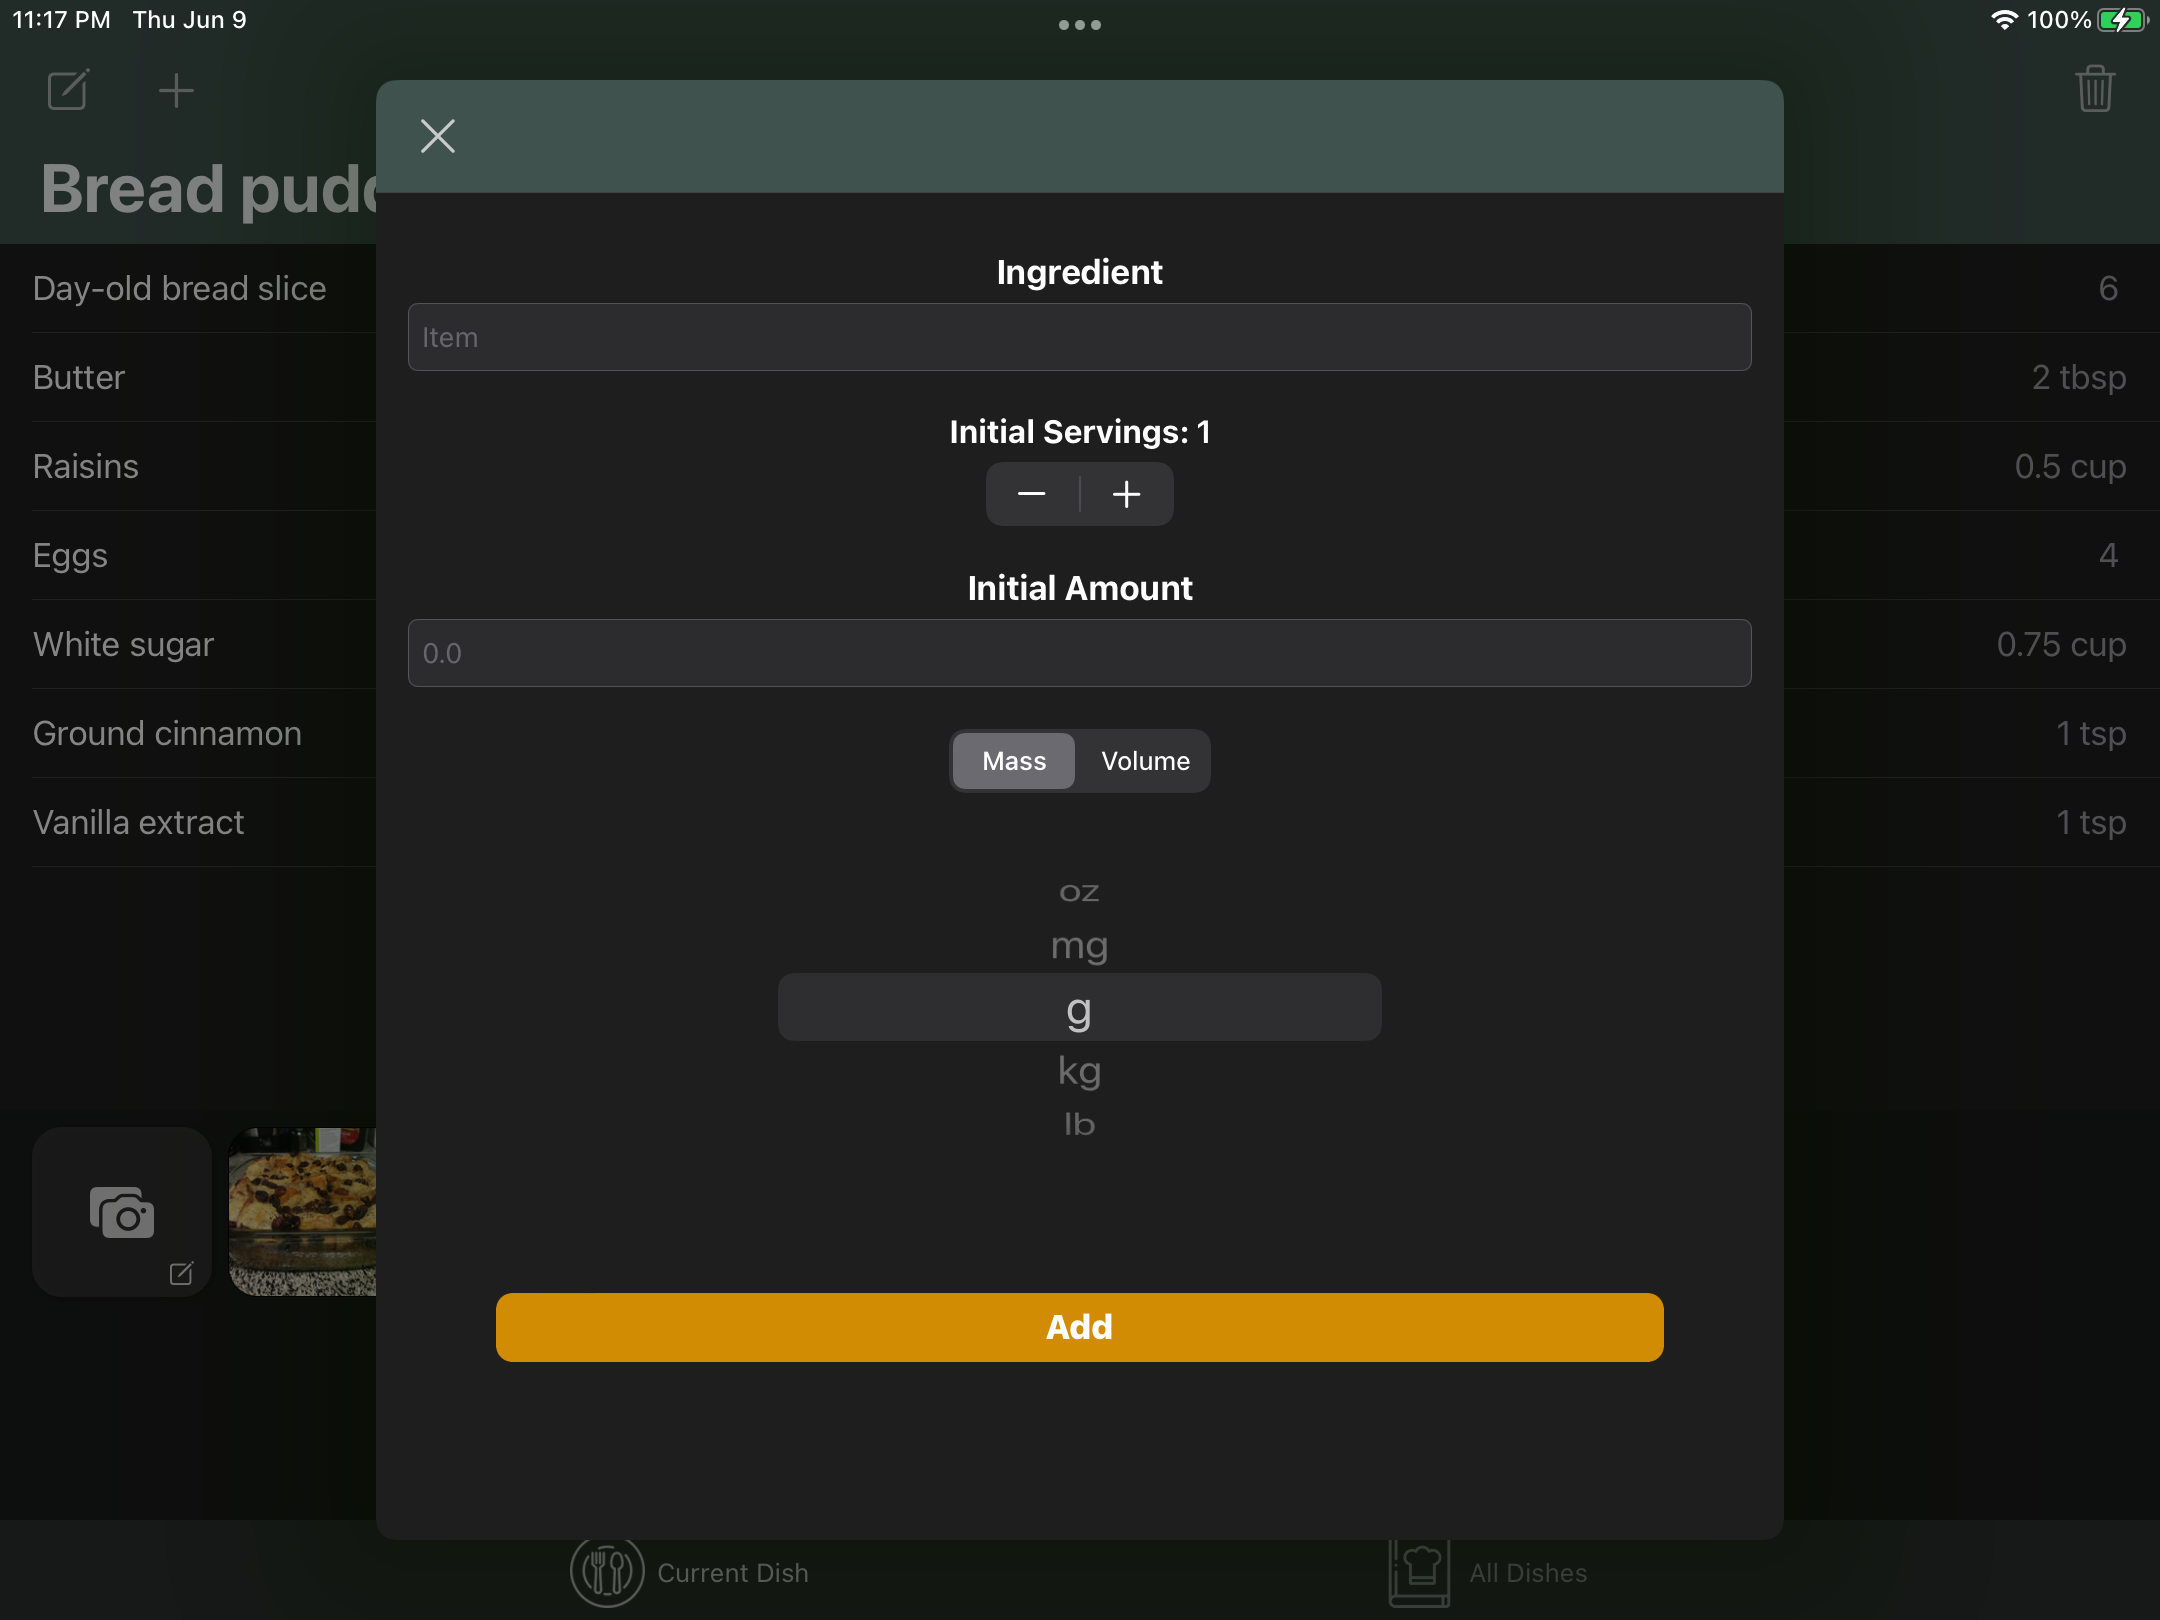 11:17 PM Thu Jun 9
100%
Bread pudd
Day-old bread slice 6
Butter 2 tbsp
Raisins 0.5 cup
Eggs 4
White sugar 0.75 cup
Ground cinnamon 1 tsp
Vanilla extract 1 tsp
Ingredient
Item
Initial Servings: 1
Initial Amount
0.0
Mass Volume
oz
mg
g
kg
lb
Add
Current Dish All Dishes